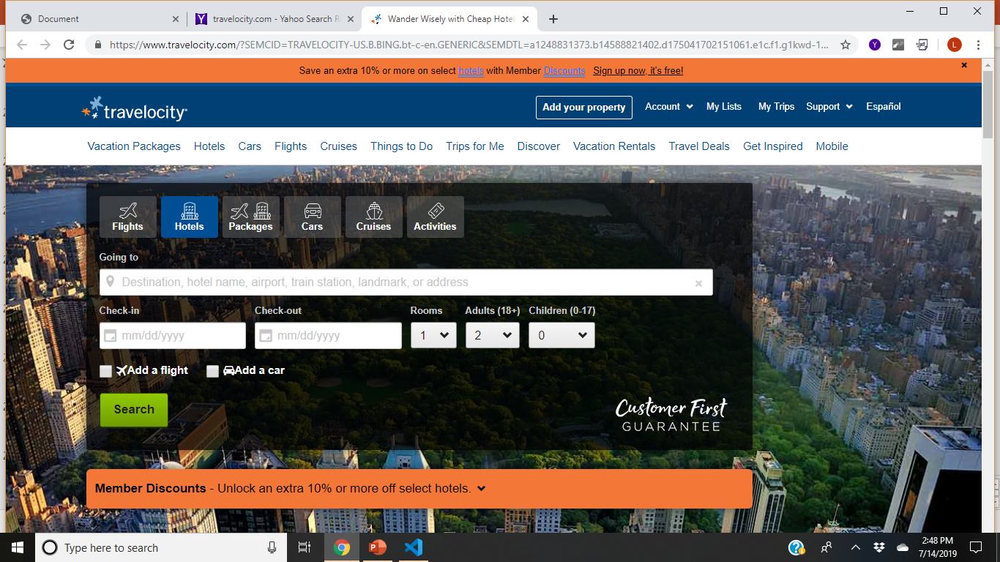 Document
travelocity.com - Yahoo Search R
Wander Wisely with Cheap Hotel
https://www.travelocity.com/?SEMCID=TRAVELOCITY-US.B.BING.bt-c-en.GENERIC&SEMDTL=a1248831373.b14588821402.d175041702151061.e1c.f1.g1kwd-1...
Y
L
Save an extra 10% or more on select hotels with Member Discounts Sign up now, it's free!
travelocity
Add your property
Account
My Lists
My Trips
Support
Español
Vacation Packages
Hotels
Cars
Flights
Cruises
Things to Do
Trips for Me
Discover
Vacation Rentals
Travel Deals
Get Inspired
Mobile
Flights
Hotels
Packages
Cars
Cruises
Activities
Going to
Destination, hotel name, airport, train station, landmark, or address
Check-in
Check-out
Rooms
Adults (18+)
Children (0-17)
mm/dd/yyyy
mm/dd/yyyy
1
2
0
Add a flight
Add a car
Search
Customer First
GUARANTEE
Member Discounts - Unlock an extra 10% or more off select hotels.
Type here to search
2:48 PM
7/14/2019